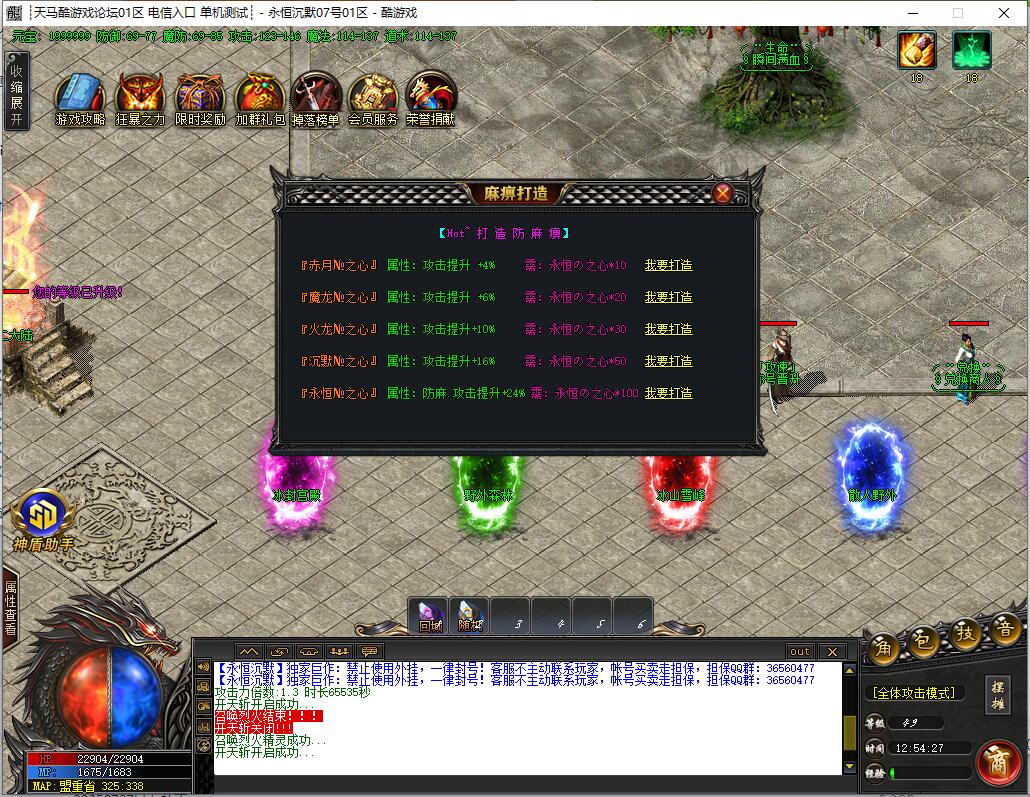 天马酷游戏论坛01区 电信入口 单机测试 - 永恒沉默07号01区 - 酷游戏
元宝: 1999999 防御:69-77 魔防:69-85 攻击:123-146 魔法:114-137 道术:114-137
收缩展开
游戏攻略 狂暴之力 限时奖励 加群礼包 掉落榜单 会员服务 荣誉捐献
生命
§瞬间满血§
18 18
麻痹打造
【Hot~ 打 造 防 麻 痹】
『赤月№之心』 属性: 攻击提升 +4% 需: 永恒の之心*10 我要打造
『魔龙№之心』 属性: 攻击提升 +6% 需: 永恒の之心*20 我要打造
『火龙№之心』 属性: 攻击提升+10% 需: 永恒の之心*30 我要打造
『沉默№之心』 属性: 攻击提升+16% 需: 永恒の之心*50 我要打造
『永恒№之心』 属性: 防麻.攻击提升+24% 需: 永恒の之心*100 我要打造
您的等级已升级!
大陆
兑换
§兑换商人§
冰封宫殿 野外森林 冰山雪峰 散人野外
神盾助手
属性查看
回城 随机 3 4 5 6
out X
【永恒沉默】独家巨作: 禁止使用外挂,一律封号! 客服不主动联系玩家, 帐号买卖走担保, 担保QQ群: 36560477
【永恒沉默】独家巨作: 禁止使用外挂,一律封号! 客服不主动联系玩家, 帐号买卖走担保, 担保QQ群: 36560477
攻击力倍数:1.3 时长65535秒
开天斩开启成功...
召唤烈火结束!!!!
开天斩关闭!!!
召唤烈火精灵成功...
开天斩开启成功...
角 包 技 音
[全体攻击模式]
摆摊
等级 49
时间 12:54:27
经验
商
HP: 22904/22904
MP: 1675/1683
MAP: 盟重省 325:338